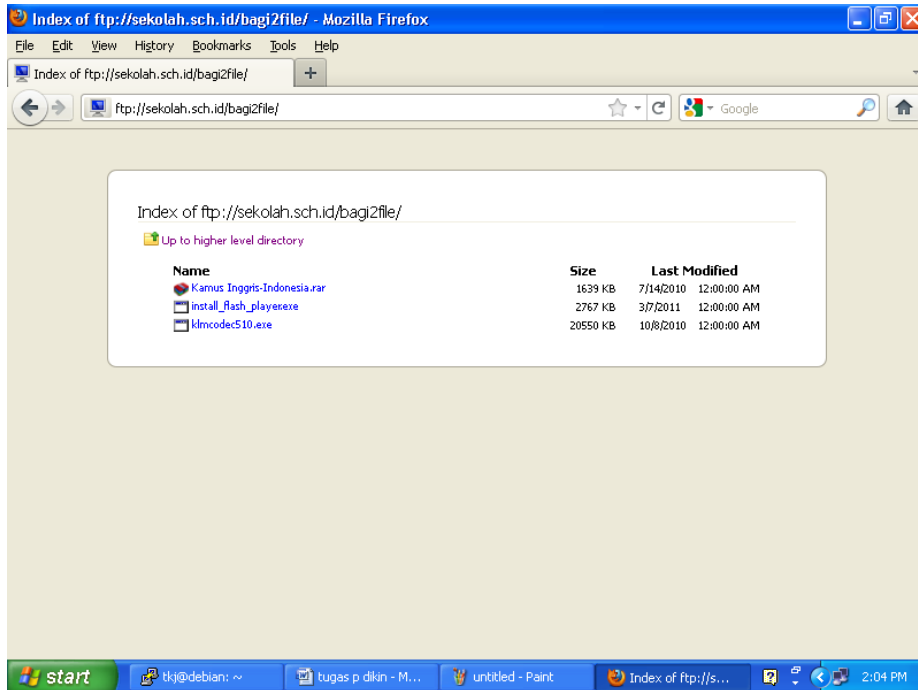 Index of ftp://sekolah.sch.id/bagi2file/ - Mozilla Firefox
File Edit View History Bookmarks Tools Help
Index of ftp://sekolah.sch.id/bagi2file/ +
ftp://sekolah.sch.id/bagi2file/ Google
Index of ftp://sekolah.sch.id/bagi2file/
Up to higher level directory
Name Size Last Modified
Kamus Inggris-Indonesia.rar 1639 KB 7/14/2010 12:00:00 AM
install_flash_player.exe 2767 KB 3/7/2011 12:00:00 AM
klmcodec510.exe 20550 KB 10/8/2010 12:00:00 AM
start tkj@debian: ~ tugas p dikin - M... untitled - Paint Index of ftp://s... 2:04 PM